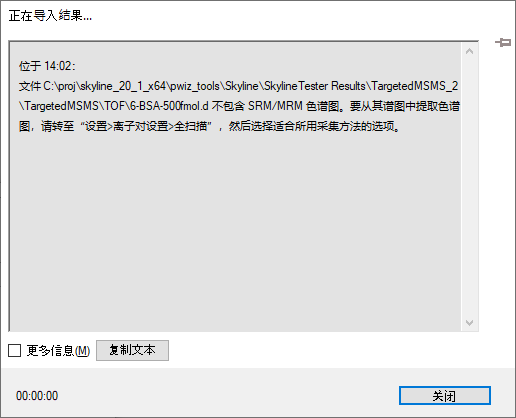 正在导入结果...
位于 14:02:
文件 C:\proj\skyline_20_1_x64\pwiz_tools\Skyline\SkylineTester Results\TargetedMSMS_2
\TargetedMSMS\TOF\6-BSA-500fmol.d 不包含 SRM/MRM 色谱图。要从其谱图中提取色谱
图，请转至“设置>离子对设置>全扫描”，然后选择适合所用采集方法的选项。
更多信息(M) 复制文本
00:00:00 关闭